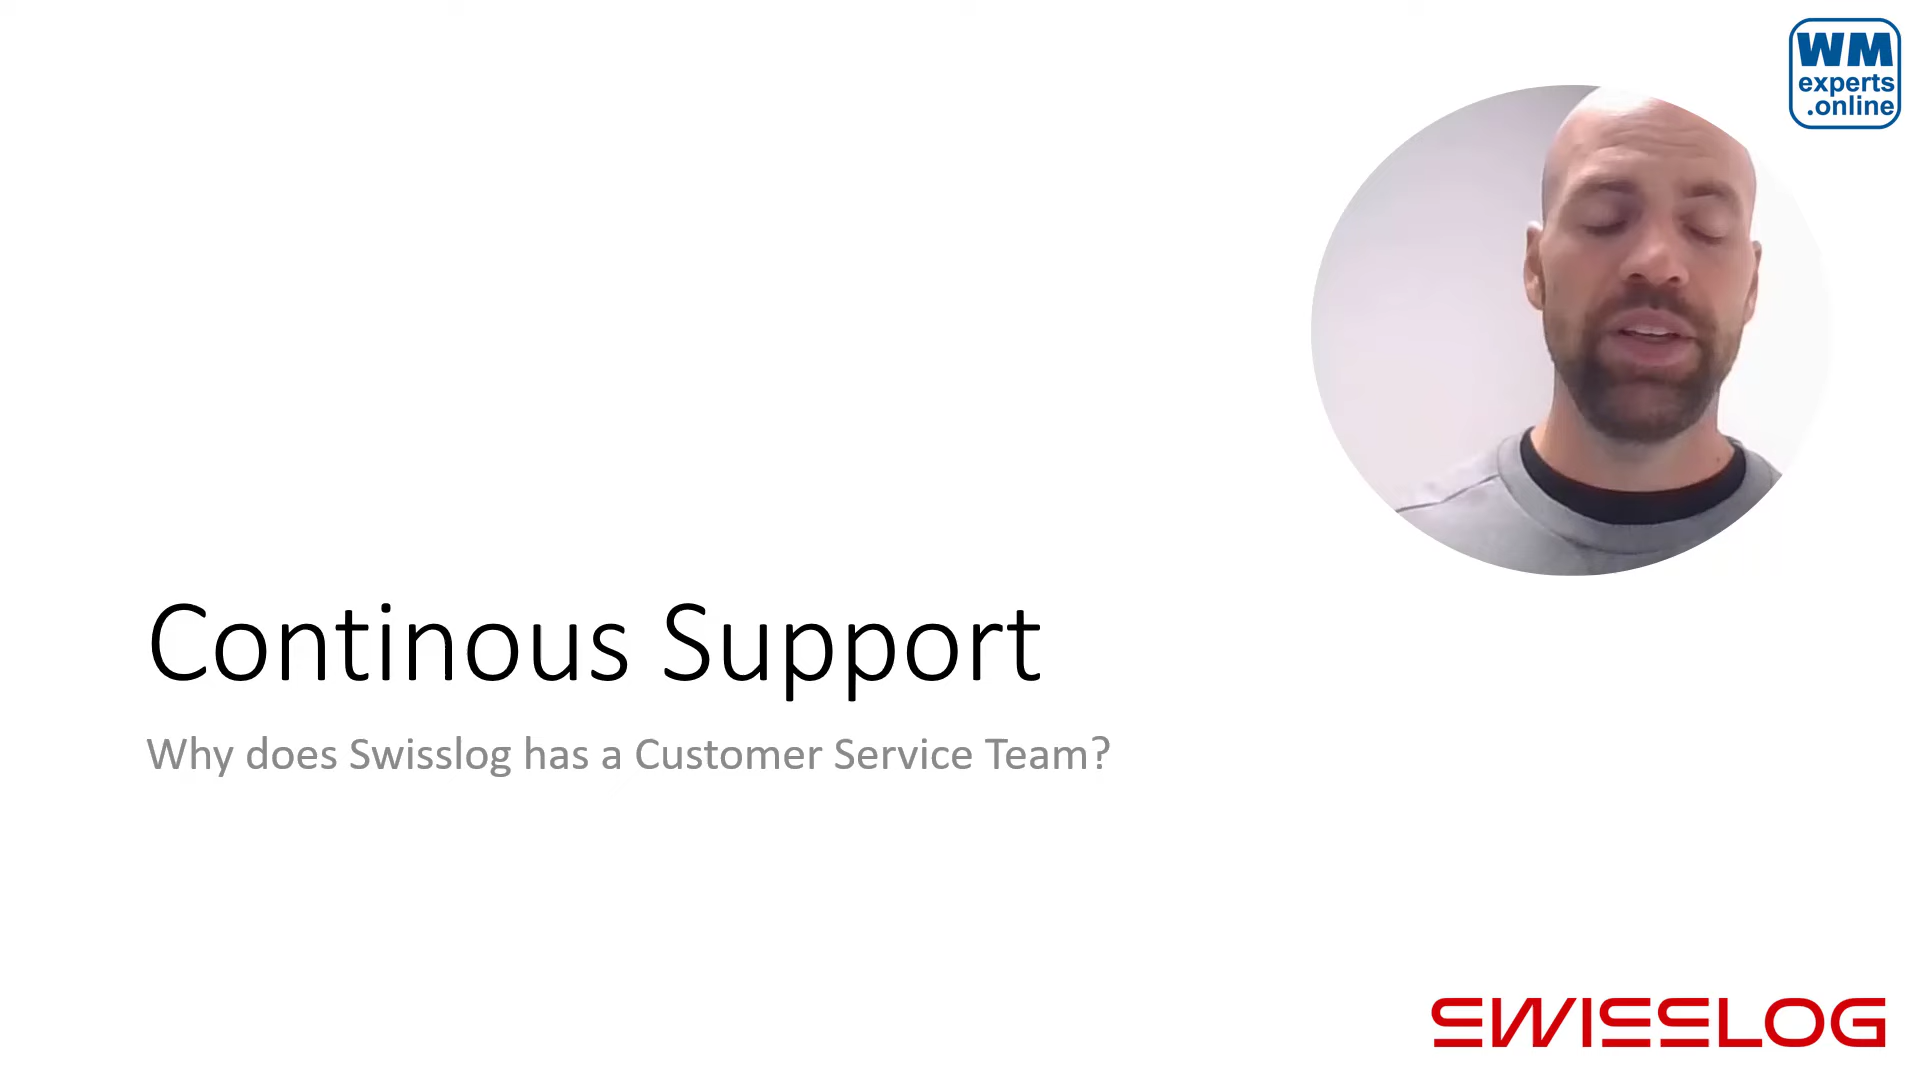 WM
experts
.online
Continous Support
Why does Swisslog has a Customer Service Team?
SWISSLOG